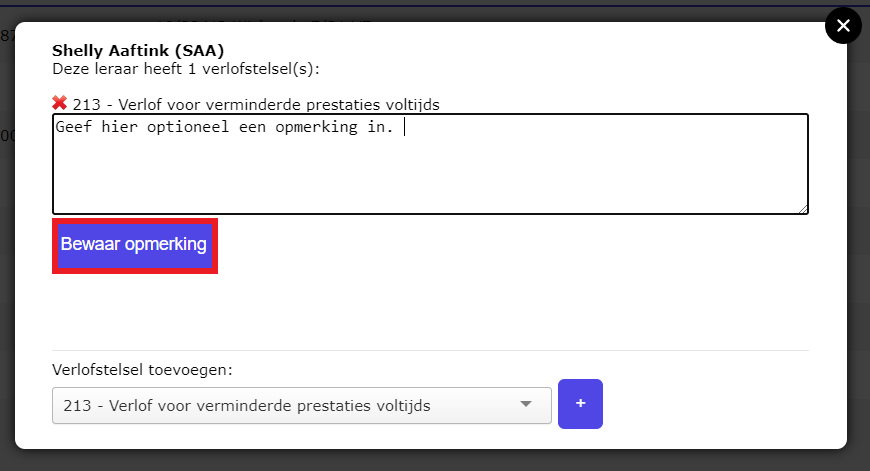 Shelly Aaftink (SAA)
Deze leraar heeft 1 verlofstelsel(s):
213 - Verlof voor verminderde prestaties voltijds
Geef hier optioneel een opmerking in.
Bewaar opmerking
Verlofstelsel toevoegen:
213 - Verlof voor verminderde prestaties voltijds
+